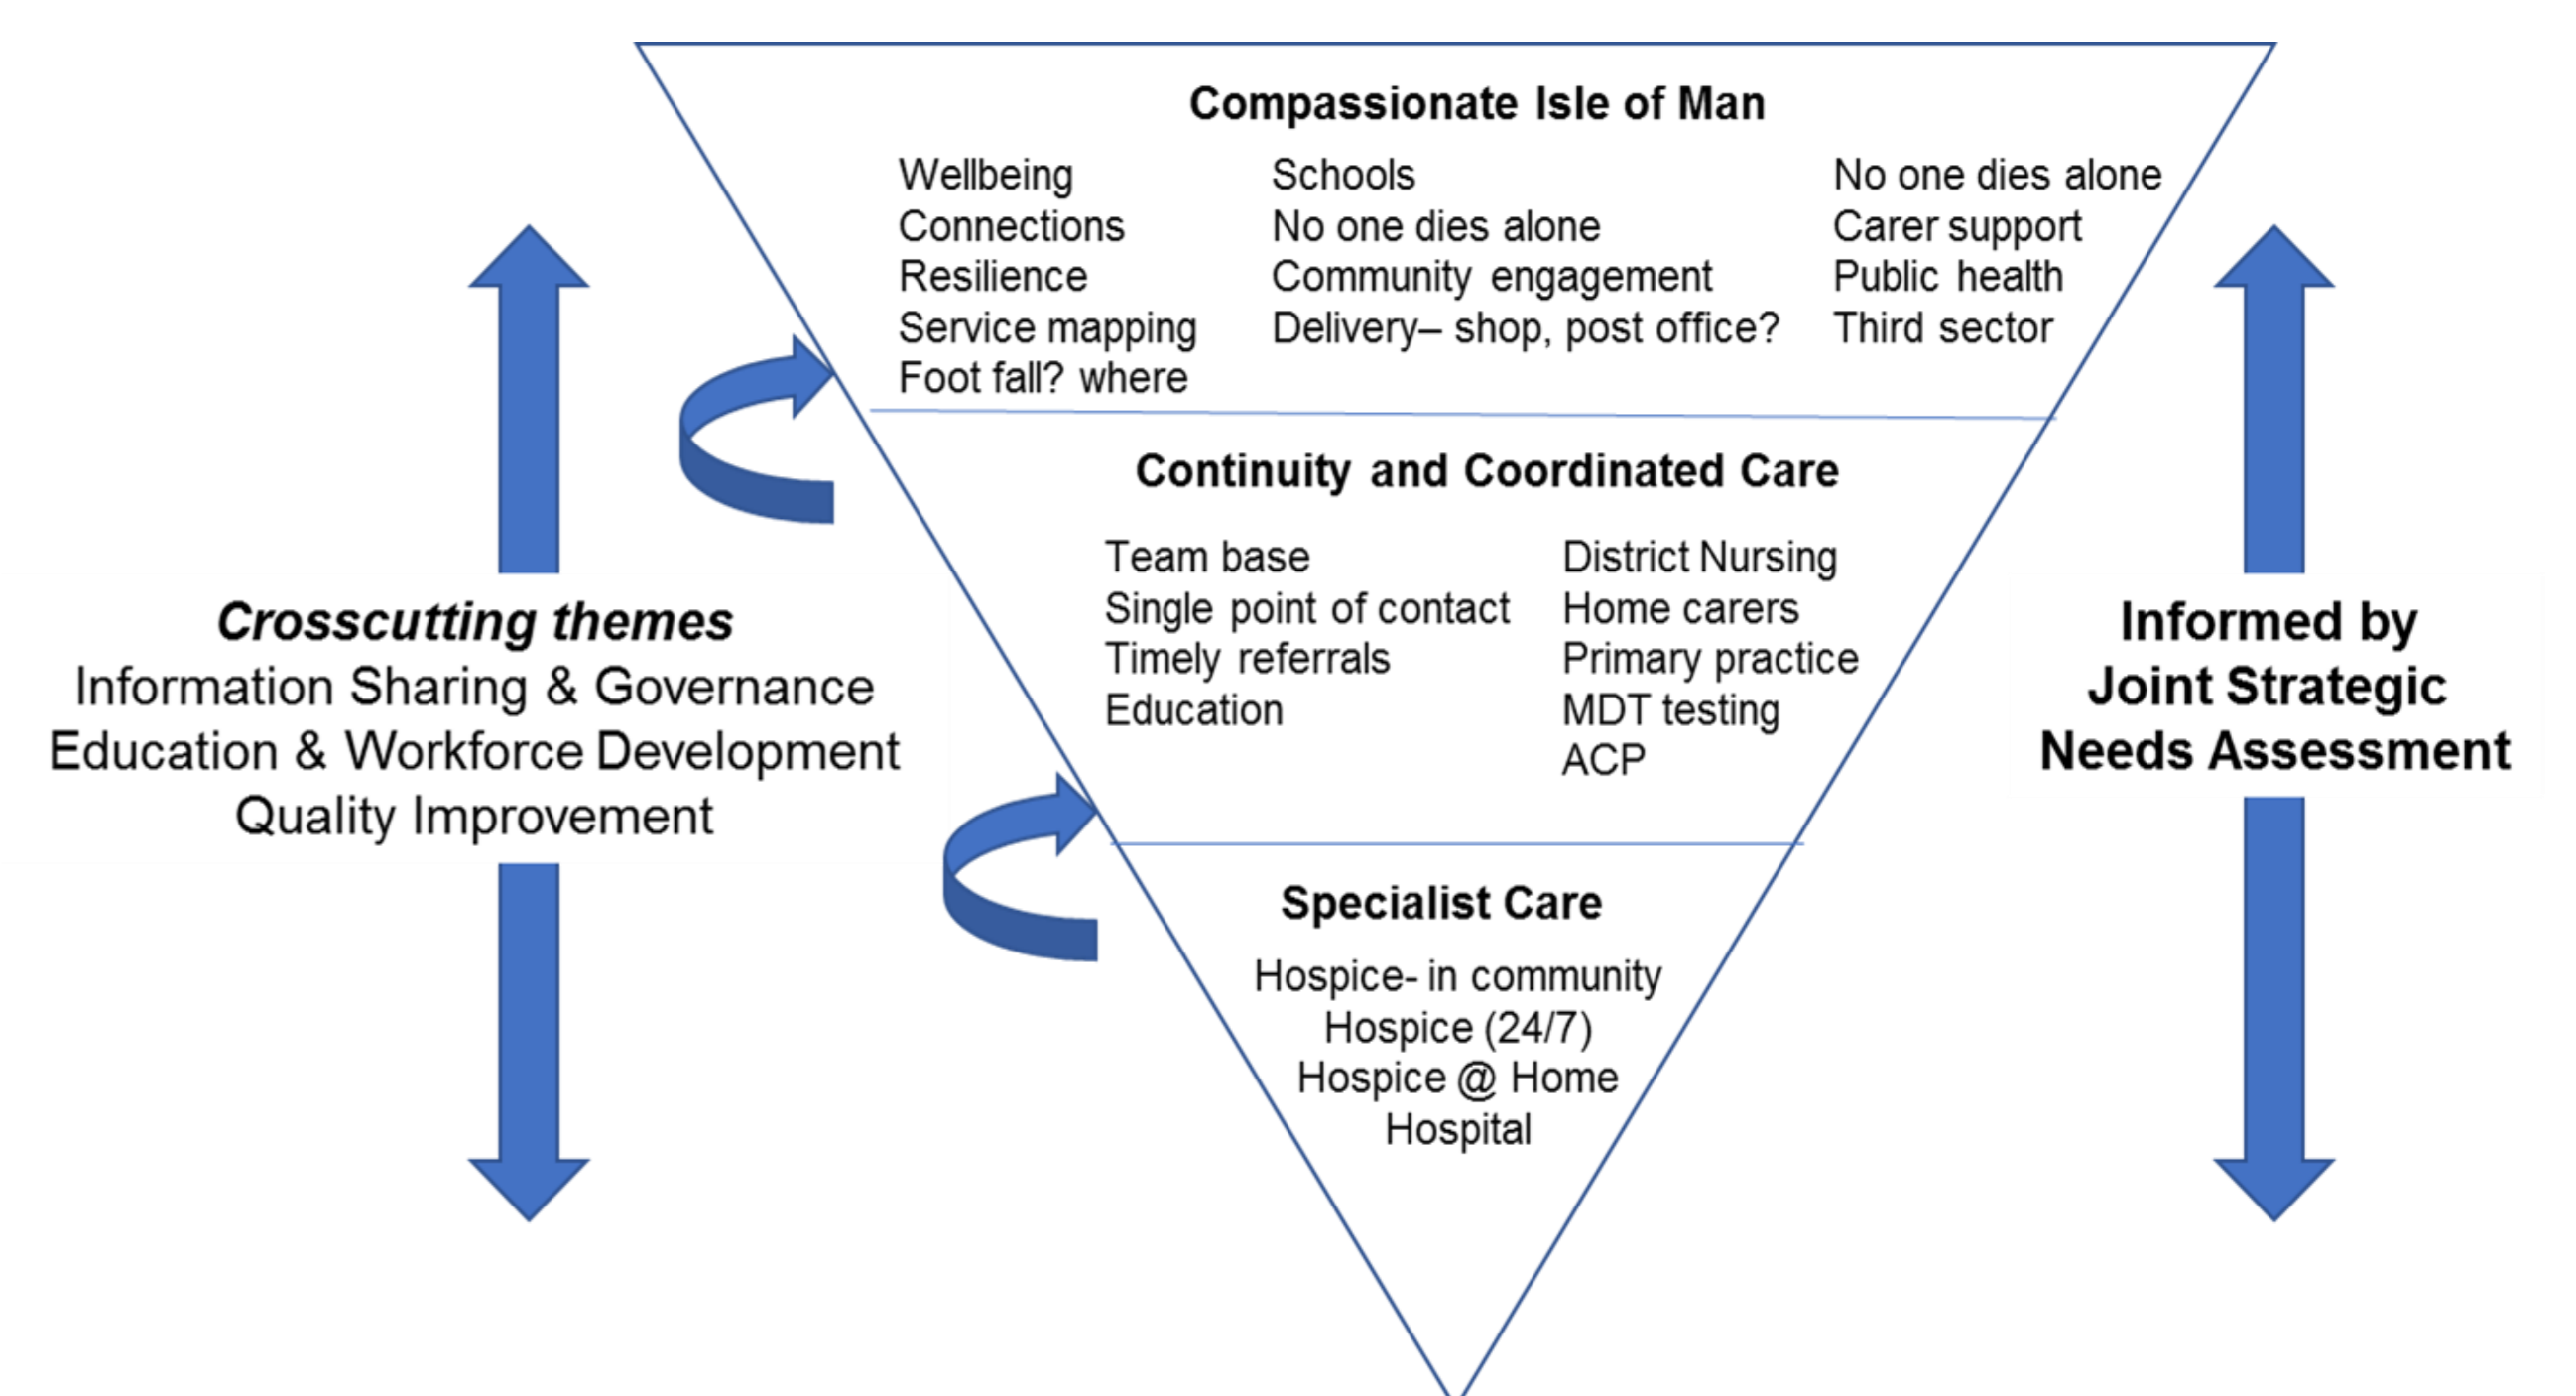 Compassionate Isle of Man
Wellbeing
Connections
Resilience
Service mapping
Foot fall? where
Schools
No one dies alone
Community engagement
Delivery– shop, post office?
No one dies alone
Carer support
Public health
Third sector
Continuity and Coordinated Care
Team base
Single point of contact
Timely referrals
Education
District Nursing
Home carers
Primary practice
MDT testing
ACP
Specialist Care
Hospice- in community
Hospice (24/7)
Hospice @ Home
Hospital
Crosscutting themes
Information Sharing & Governance
Education & Workforce Development
Quality Improvement
Informed by
Joint Strategic
Needs Assessment